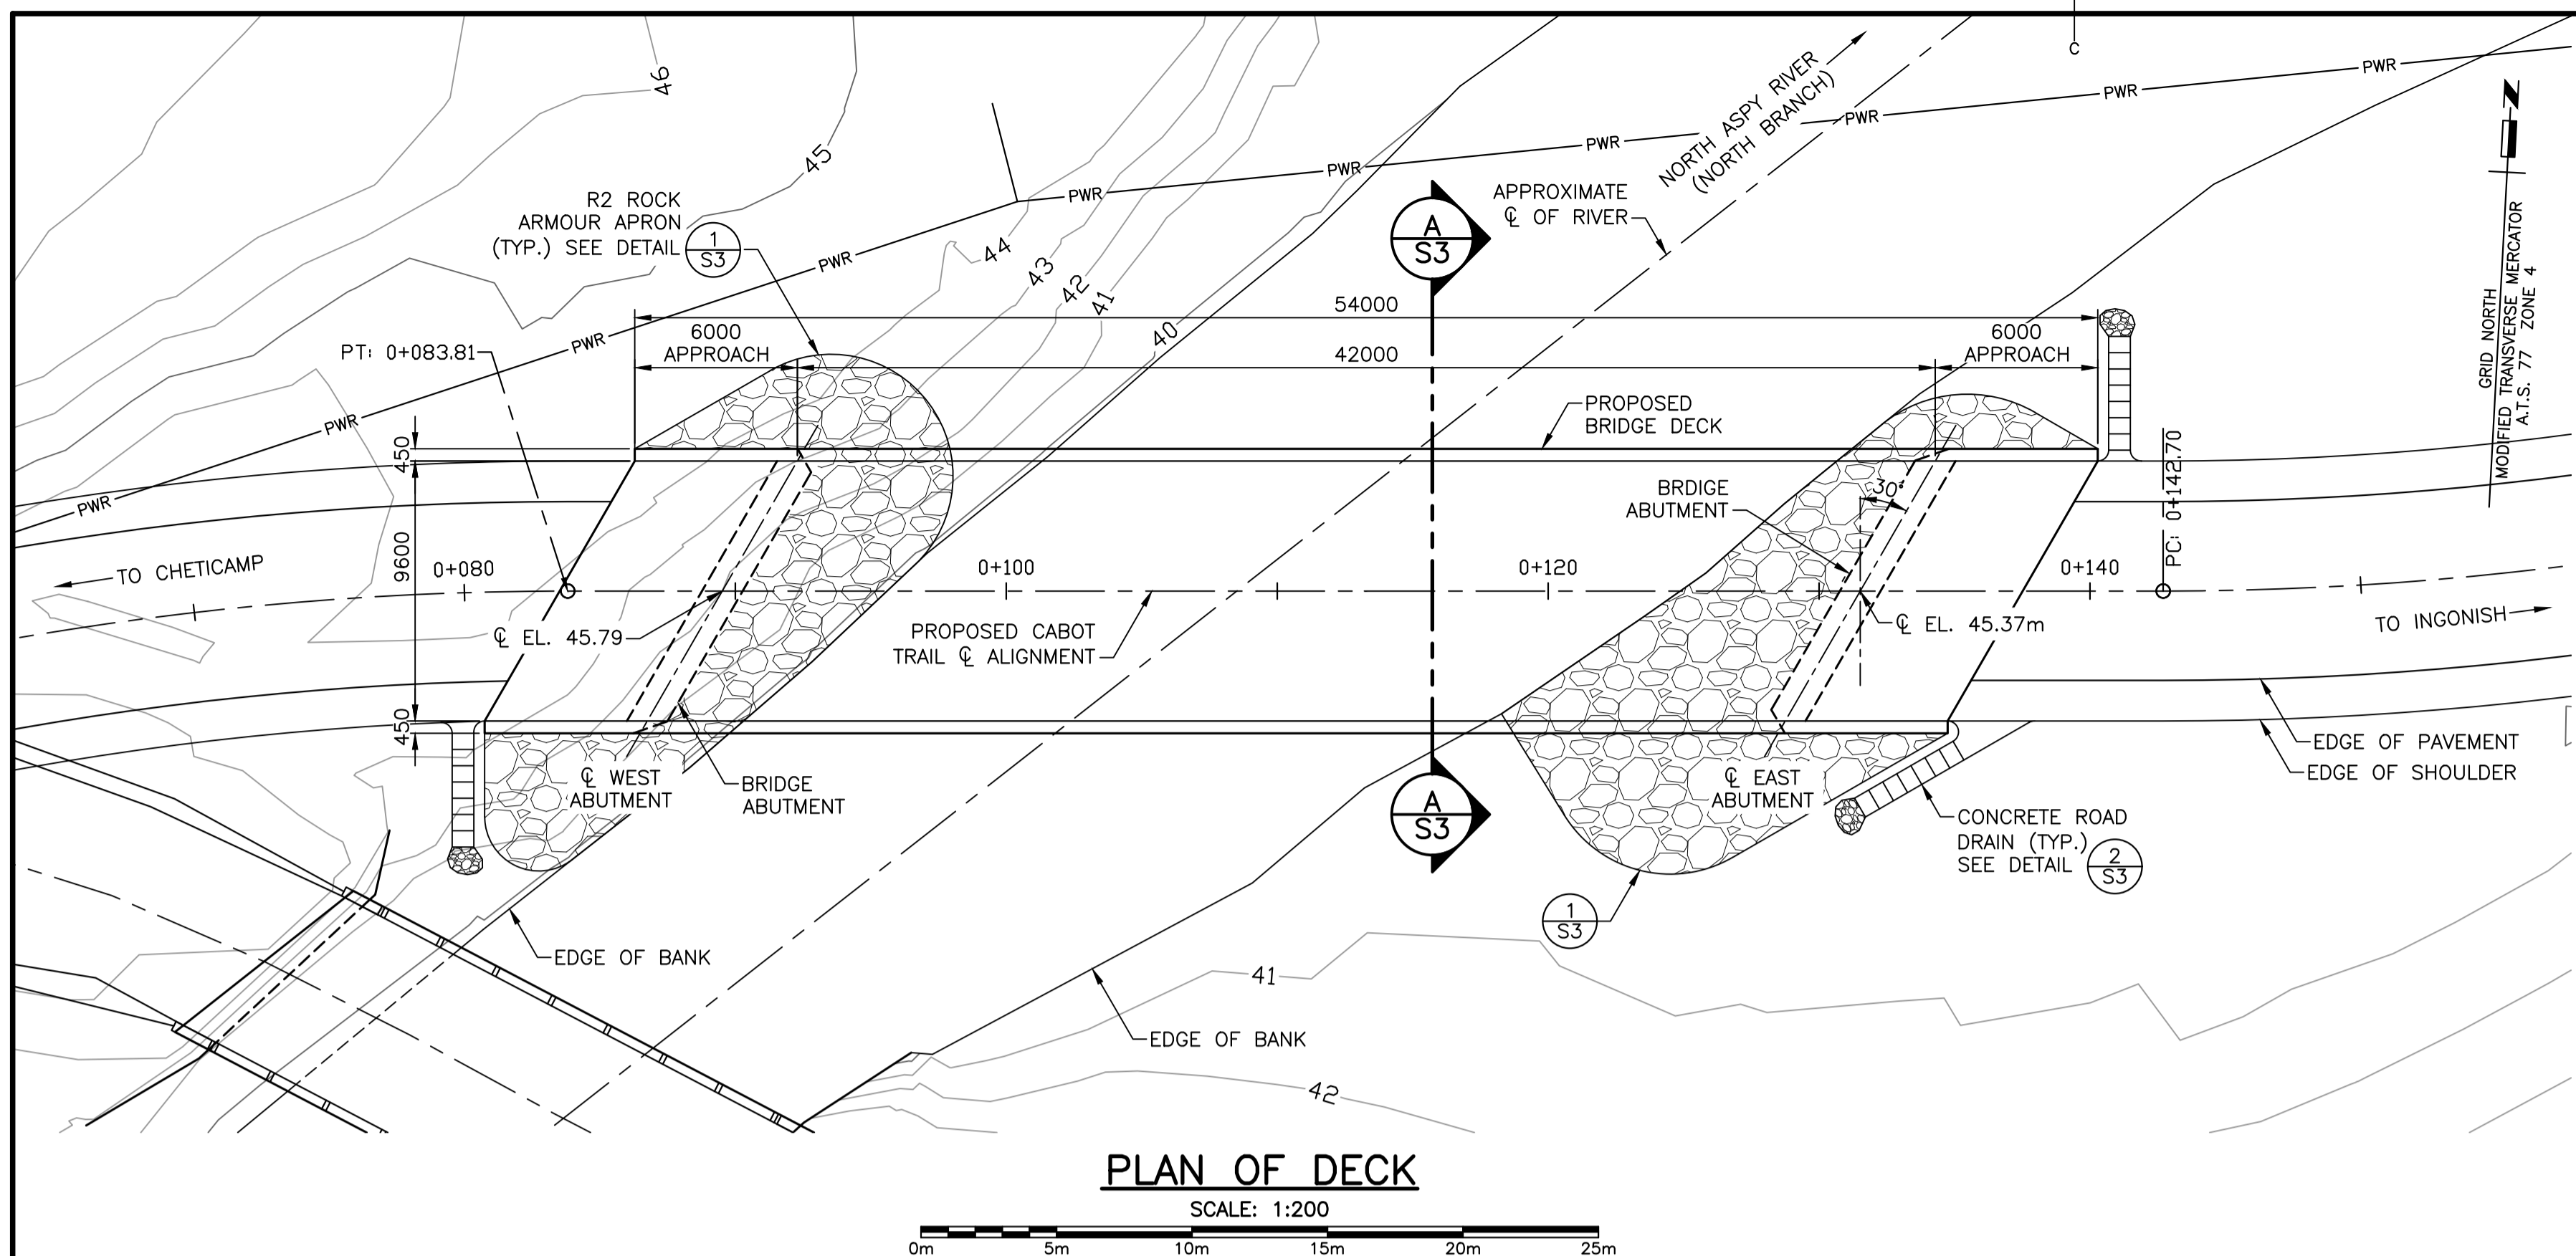 C
46
PWR
PWR
PWR
PWR
PWR
PWR
PWR
PWR
PWR
PWR
NORTH ASPY RIVER
(NORTH BRANCH)
GRID NORTH
MODIFIED TRANSVERSE MERCATOR
A.T.S. 77 ZONE 4
45
R2 ROCK
ARMOUR APRON
(TYP.) SEE DETAIL
1
S3
A
S3
APPROXIMATE
℄ OF RIVER
44
43
42
41
40
54000
6000
APPROACH
42000
6000
APPROACH
PT: 0+083.81
PROPOSED
BRIDGE DECK
450
9600
450
BRDIGE
ABUTMENT
30°
PC: 0+142.70
TO CHETICAMP
0+080
0+100
0+120
0+140
℄ EL. 45.79
PROPOSED CABOT
TRAIL ℄ ALIGNMENT
℄ EL. 45.37m
TO INGONISH
℄ WEST
ABUTMENT
BRIDGE
ABUTMENT
A
S3
℄ EAST
ABUTMENT
EDGE OF PAVEMENT
EDGE OF SHOULDER
CONCRETE ROAD
DRAIN (TYP.)
SEE DETAIL
2
S3
1
S3
EDGE OF BANK
41
EDGE OF BANK
42
PLAN OF DECK
SCALE: 1:200
0m 5m 10m 15m 20m 25m